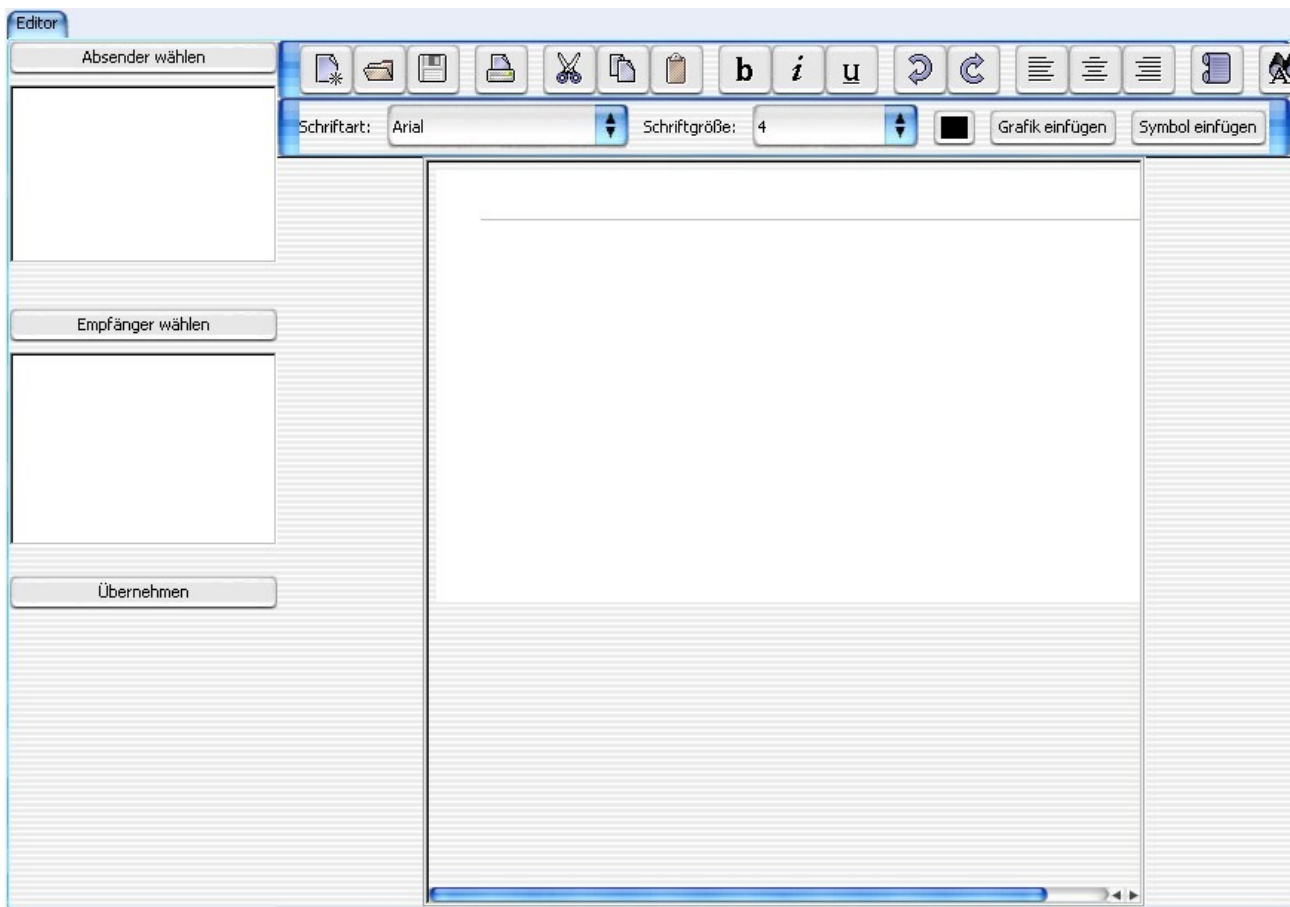 Editor
Absender wählen
b i u
Schriftart: Arial Schriftgröße: 4 Grafik einfügen Symbol einfügen
Empfänger wählen
Übernehmen